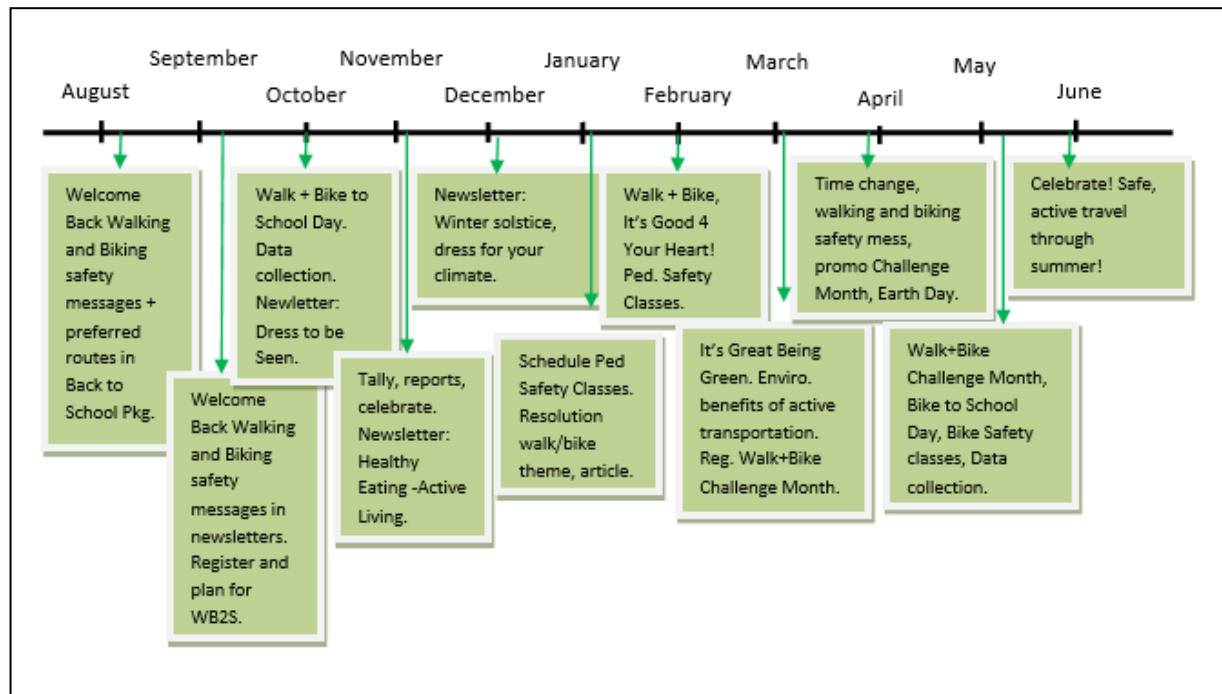 September
November
January
March
May
August
October
December
February
April
June
Welcome
Back Walking
and Biking
safety
messages +
preferred
routes in
Back to
School Pkg.
Welcome
Back Walking
and Biking
safety
messages in
newsletters.
Register and
plan for
WB2S.
Walk + Bike to
School Day.
Data
collection.
Newletter:
Dress to be
Seen.
Tally, reports,
celebrate.
Newsletter:
Healthy
Eating -Active
Living.
Newsletter:
Winter solstice,
dress for your
climate.
Schedule Ped
Safety Classes.
Resolution
walk/bike
theme, article.
Walk + Bike,
It's Good 4
Your Heart!
Ped. Safety
Classes.
It's Great Being
Green. Enviro.
benefits of active
transportation.
Reg. Walk+Bike
Challenge Month.
Time change,
walking and biking
safety mess,
promo Challenge
Month, Earth Day.
Walk+Bike
Challenge Month,
Bike to School
Day, Bike Safety
classes, Data
collection.
Celebrate! Safe,
active travel
through
summer!